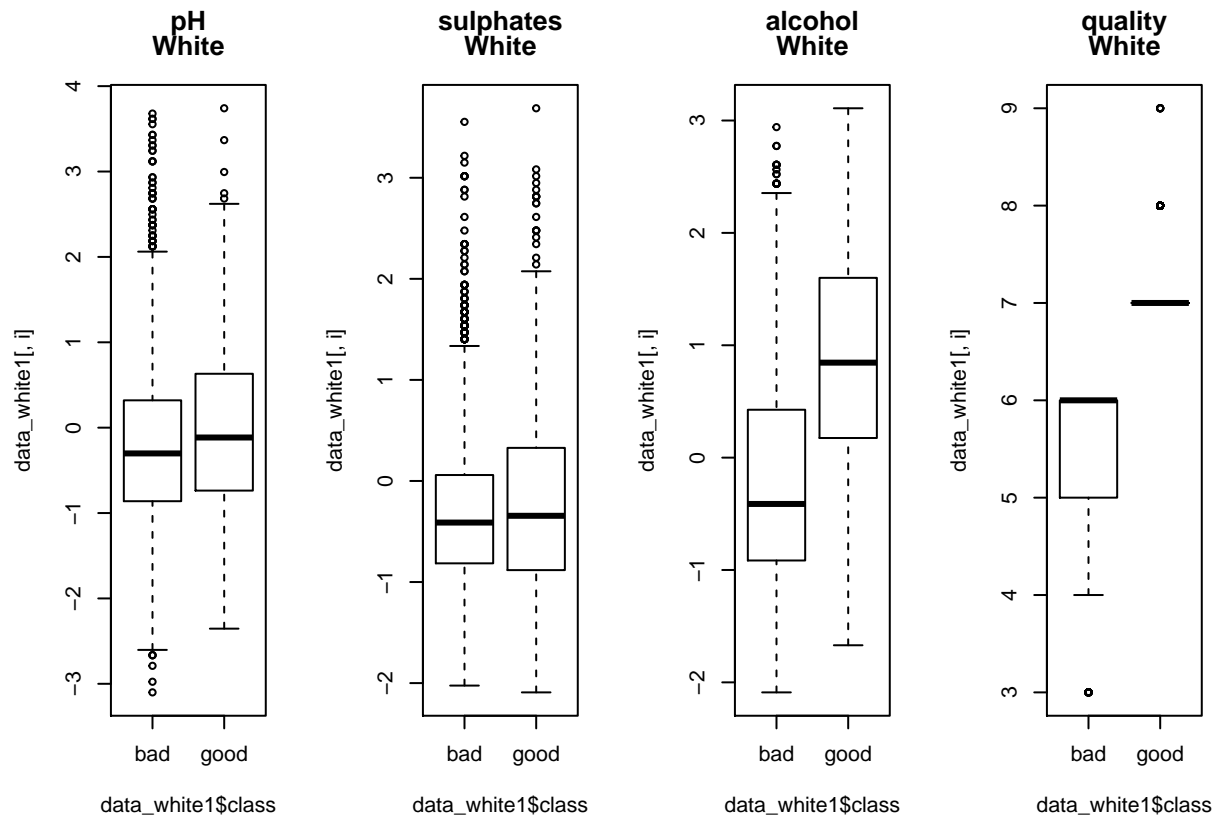 pH
White
data_white1[, i]
4
3
2
1
0
−1
−2
−3
bad good
data_white1$class
sulphates
White
data_white1[, i]
3
2
1
0
−1
−2
bad good
data_white1$class
alcohol
White
data_white1[, i]
3
2
1
0
−1
−2
bad good
data_white1$class
quality
White
data_white1[, i]
9
8
7
6
5
4
3
bad good
data_white1$class